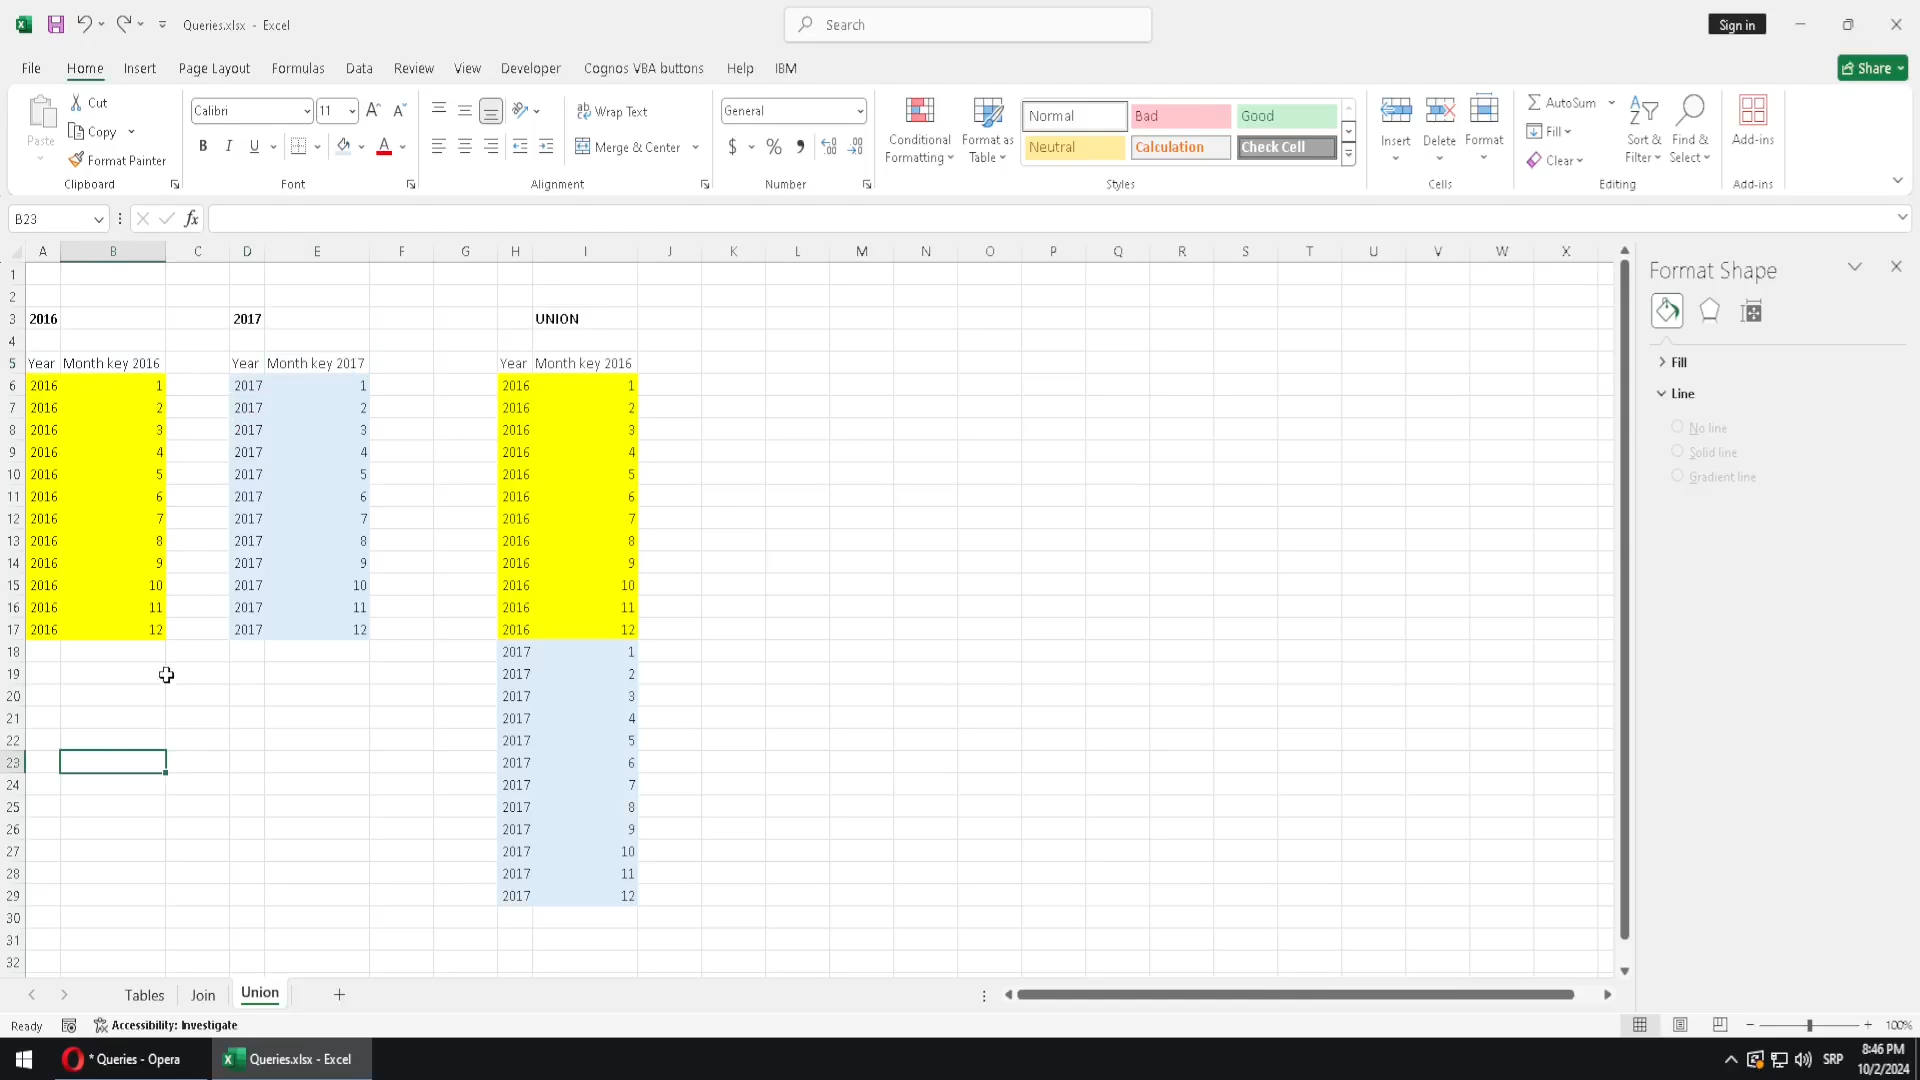 Queries.xlsx - Excel
Search
Sign in
File Home Insert Page Layout Formulas Data Review View Developer Cognos VBA buttons Help IBM
Share
Paste
Cut
Copy
Format Painter
Clipboard
Calibri 11
B I U
Font
Wrap Text
Merge & Center
Alignment
General
$ % ,
Number
Conditional Formatting
Format as Table
Normal Bad Good
Neutral Calculation Check Cell
Styles
Insert Delete Format
Cells
AutoSum
Fill
Clear
Sort & Filter
Find & Select
Editing
Add-ins
Add-ins
B23 fx
A B C D E F G H I J K L M N O P Q R S T U V W X
1
2
3 2016 2017 UNION
4
5 Year Month key 2016 Year Month key 2017 Year Month key 2016
6 2016 1 2017 1 2016 1
7 2016 2 2017 2 2016 2
8 2016 3 2017 3 2016 3
9 2016 4 2017 4 2016 4
10 2016 5 2017 5 2016 5
11 2016 6 2017 6 2016 6
12 2016 7 2017 7 2016 7
13 2016 8 2017 8 2016 8
14 2016 9 2017 9 2016 9
15 2016 10 2017 10 2016 10
16 2016 11 2017 11 2016 11
17 2016 12 2017 12 2016 12
18 2017 1
19 2017 2
20 2017 3
21 2017 4
22 2017 5
23 2017 6
24 2017 7
25 2017 8
26 2017 9
27 2017 10
28 2017 11
29 2017 12
30
31
32
Format Shape
Fill
Line
No line
Solid line
Gradient line
Tables Join Union
Ready Accessibility: Investigate
100%
* Queries - Opera
Queries.xlsx - Excel
SRP
8:46 PM
10/2/2024